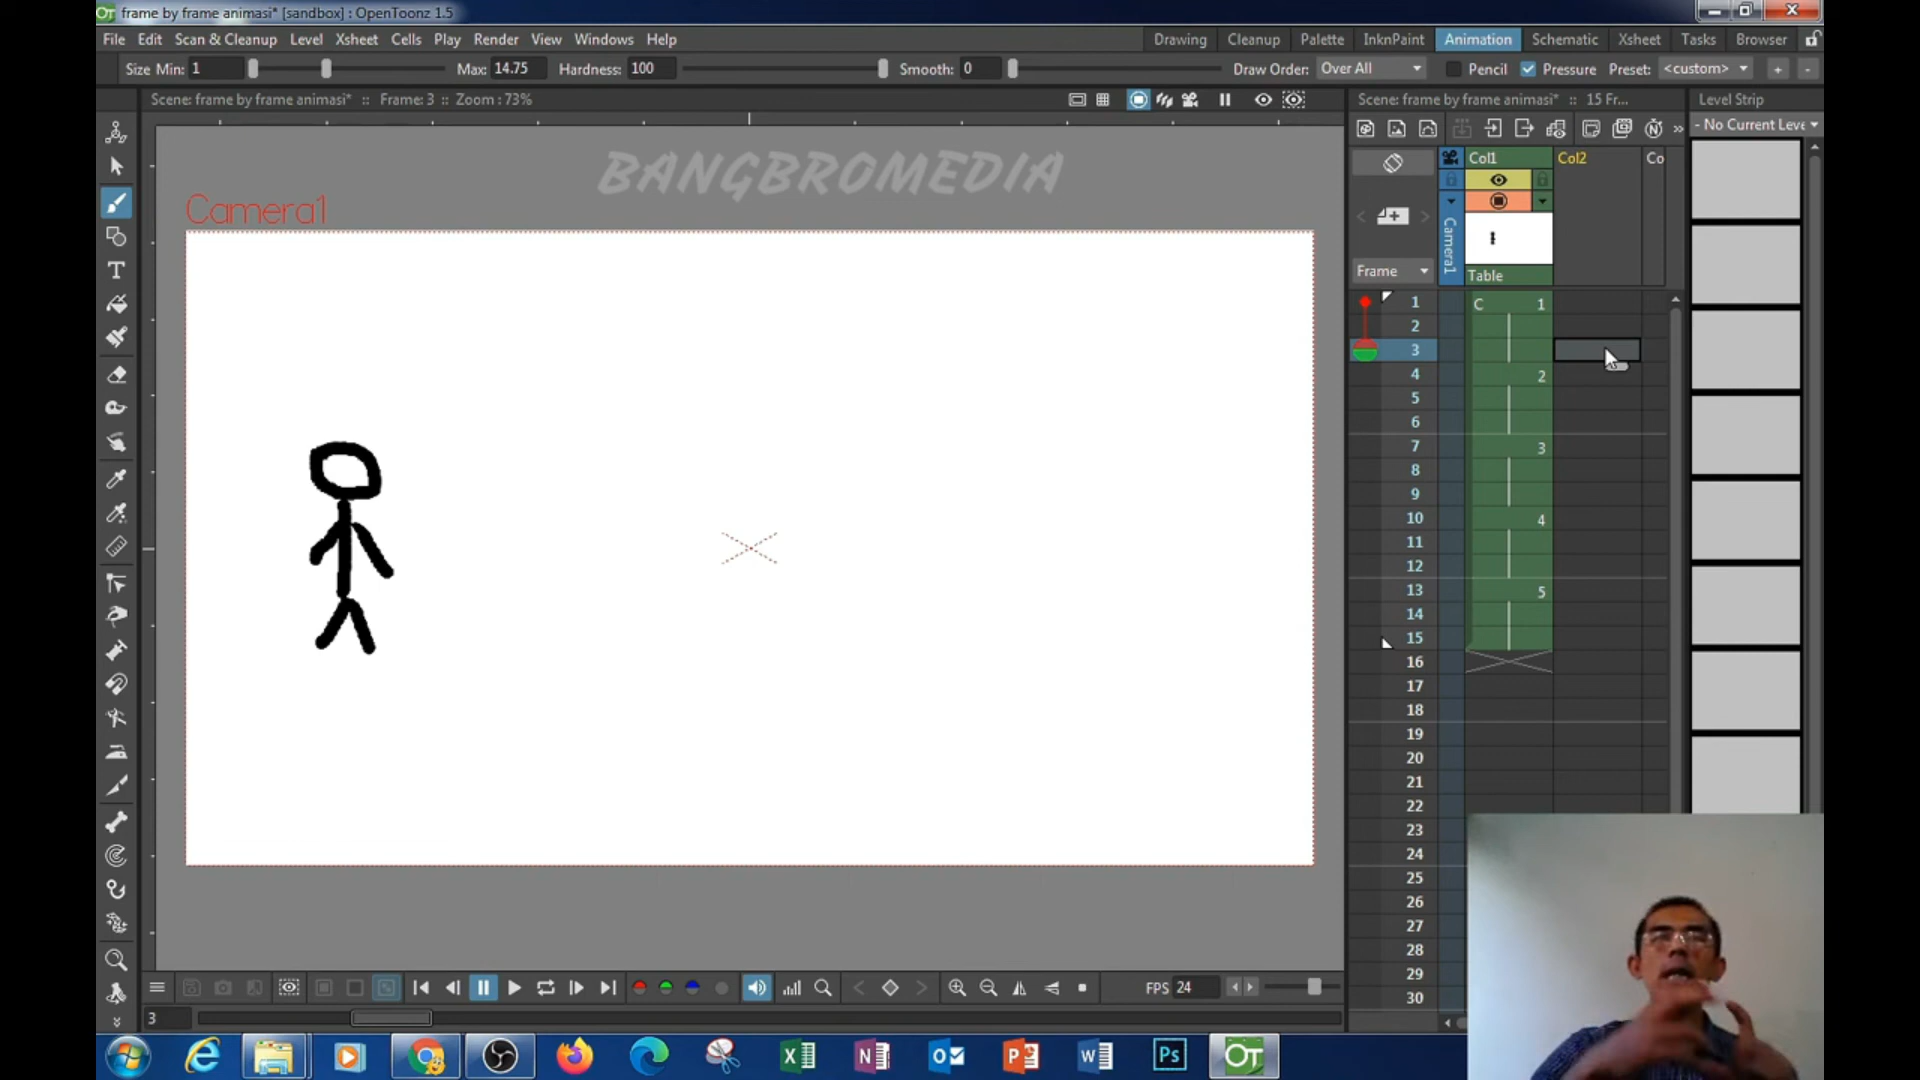 frame by frame animasi* [sandbox] : OpenToonz 1.5
File Edit Scan & Cleanup Level Xsheet Cells Play Render View Windows Help
Drawing Cleanup Palette InknPaint Animation Schematic Xsheet Tasks Browser
Size Min: 1 Max: 14.75 Hardness: 100 Smooth: 0 Draw Order: Over All Pencil Pressure Preset: <custom> + -
Scene: frame by frame animasi* :: Frame: 3 :: Zoom : 73%
Scene: frame by frame animasi* :: 15 Fr...
Level Strip
- No Current Leve
BANGBROMEDIA
Camera1
Col1 Col2 Co
Camera1
Frame
Table
1 C 1
2
3
4 2
5
6
7 3
8
9
10 4
11
12
13 5
14
15
16
17
18
19
20
21
22
23
24
25
26
27
28
29
30
FPS 24
3